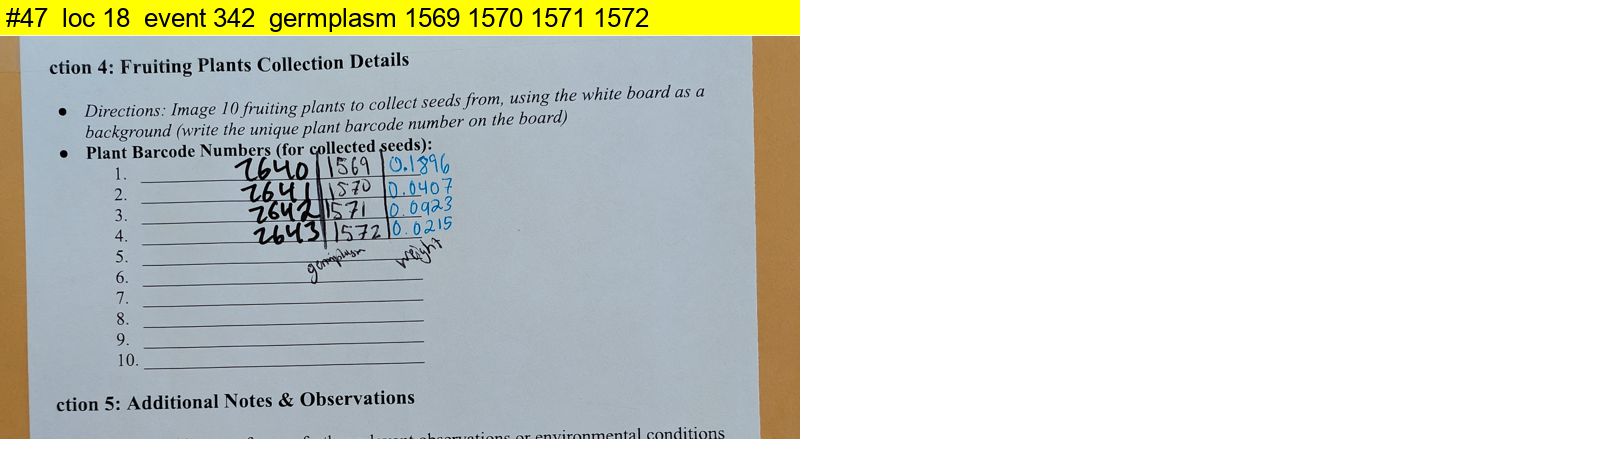 #47 loc 18 event 342 germplasm 1569 1570 1571 1572
ction 4: Fruiting Plants Collection Details
• Directions: Image 10 fruiting plants to collect seeds from, using the white board as a
background (write the unique plant barcode number on the board)
• Plant Barcode Numbers (for collected seeds):
1. 2640 1569 0.1896
2. 2641 1570 0.0407
3. 2642 1571 0.0923
4. 2643 1572 0.0215
5. germplasm weight
6.
7.
8.
9.
10.
ction 5: Additional Notes & Observations
observations or environmental conditions